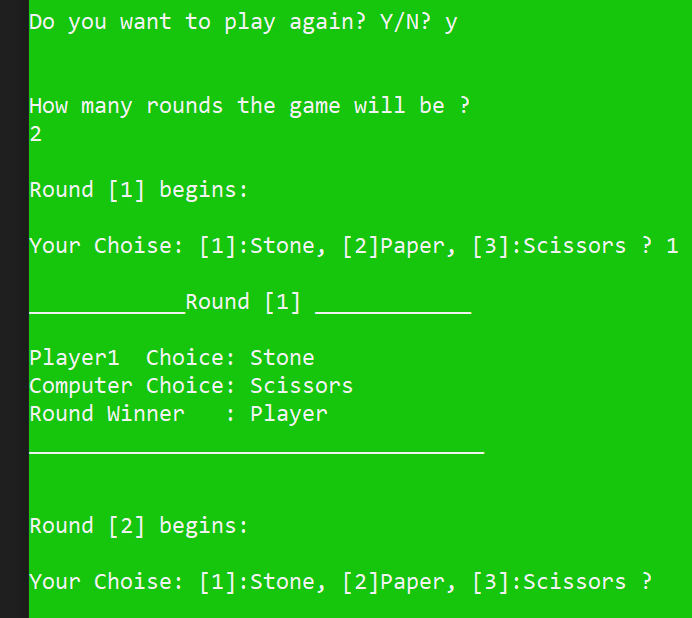 Do you want to play again? Y/N? y
How many rounds the game will be ?
2
Round [1] begins:
Your Choise: [1]:Stone, [2]Paper, [3]:Scissors ? 1
____________Round [1] ____________
Player1  Choice: Stone
Computer Choice: Scissors
Round Winner   : Player
___________________________________
Round [2] begins:
Your Choise: [1]:Stone, [2]Paper, [3]:Scissors ?